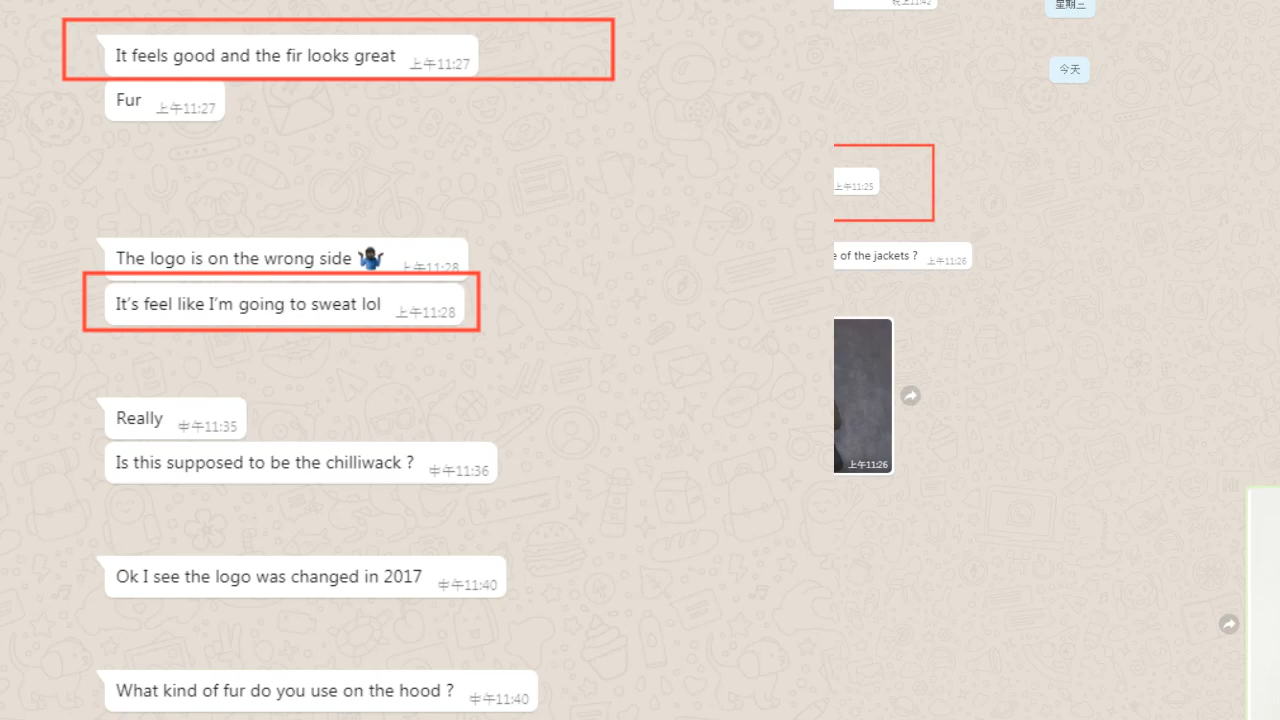 It feels good and the fir looks great 上午11:27
Fur 上午11:27
The logo is on the wrong side 上午11:28
It's feel like I'm going to sweat lol 上午11:28
Really 中午11:35
Is this supposed to be the chilliwack ? 中午11:36
Ok I see the logo was changed in 2017 中午11:40
What kind of fur do you use on the hood ? 中午11:40
晚上11:42
星期三
今天
上午11:25
e of the jackets ? 上午11:26
上午11:26